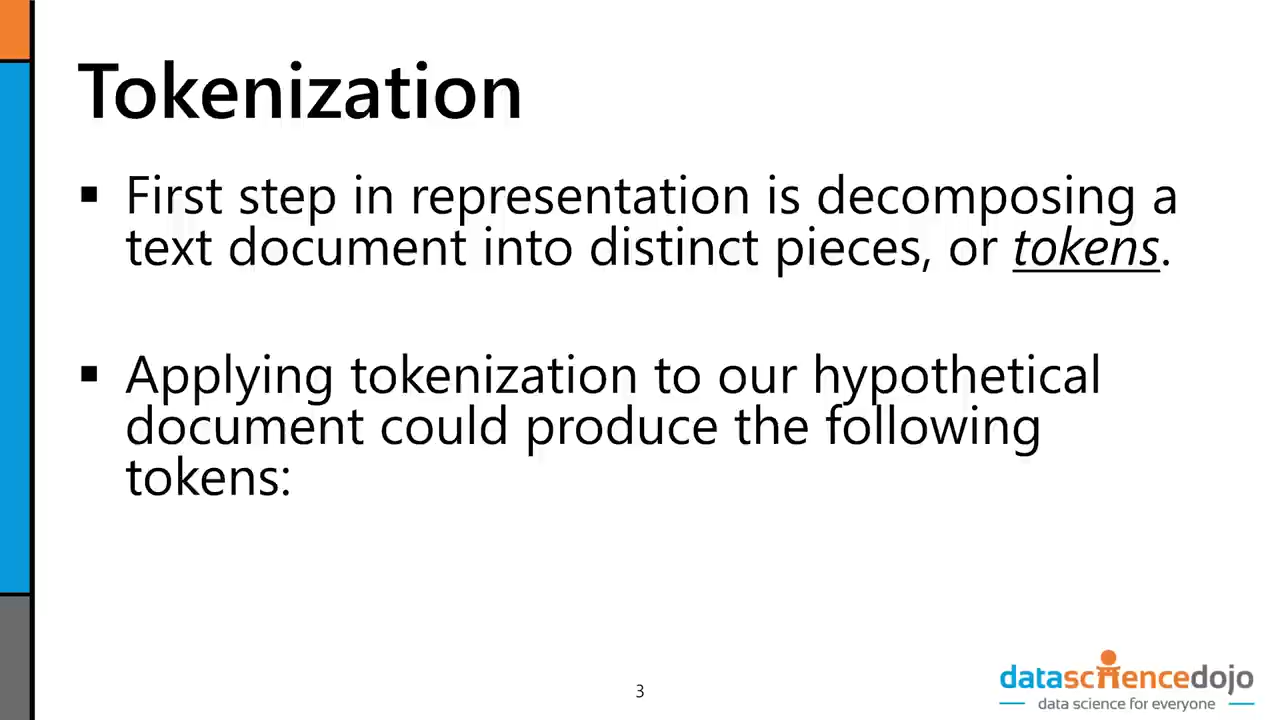 Tokenization
▪ First step in representation is decomposing a
text document into distinct pieces, or tokens.
▪ Applying tokenization to our hypothetical
document could produce the following
tokens:
3
datasciencedojo
data science for everyone